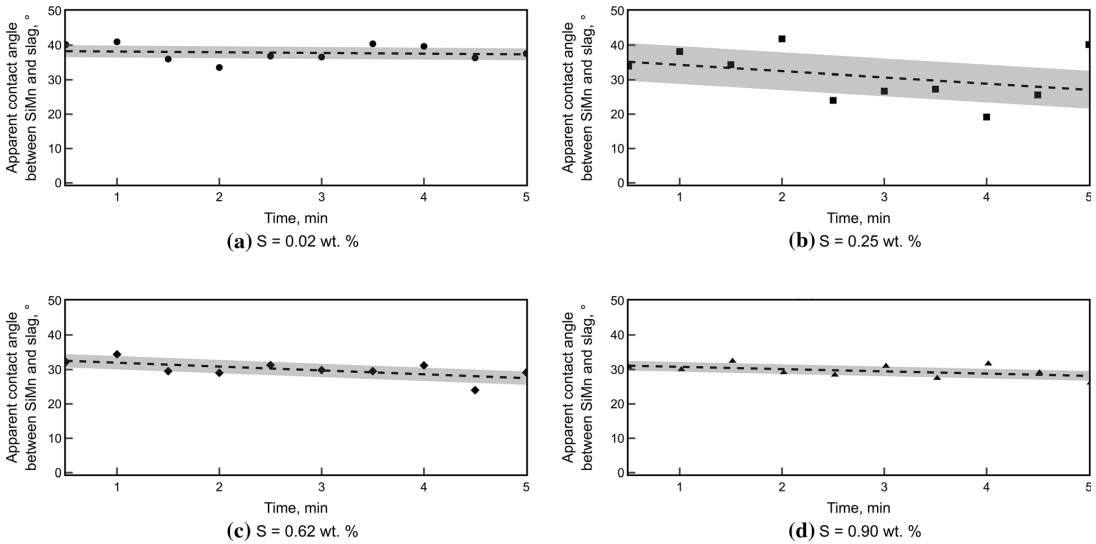 Apparent contact angle
between SiMn and slag, °
50
40
30
20
10
0
1 2 3 4 5
Time, min
(a) S = 0.02 wt. %
Apparent contact angle
between SiMn and slag, °
50
40
30
20
10
0
1 2 3 4 5
Time, min
(b) S = 0.25 wt. %
Apparent contact angle
between SiMn and slag, °
50
40
30
20
10
0
1 2 3 4 5
Time, min
(c) S = 0.62 wt. %
Apparent contact angle
between SiMn and slag, °
50
40
30
20
10
0
1 2 3 4 5
Time, min
(d) S = 0.90 wt. %